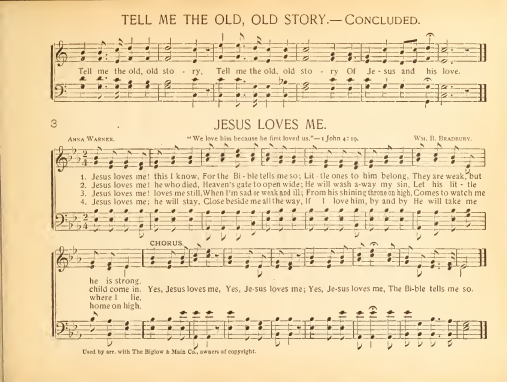 TELL ME THE OLD, OLD STORY.—CONCLUDED.
Tell me the old, old sto - ry, Tell me the old, old sto - ry Of Je - sus and his love.
3
JESUS LOVES ME.
ANNA WARNER. "We love him because he first loved us."—1 John 4: 19. WM. B. BRADBURY.
1. Jesus loves me! this I know, For the Bi - ble tells me so; Lit - tle ones to him belong, They are weak, but
2. Jesus loves me! he who died, Heaven's gate to open wide; He will wash a-way my sin, Let his lit - tle
3. Jesus loves me! loves me still, When I'm sad or weak and ill; From his shining throne on high, Comes to watch me
4. Jesus loves me; he will stay, Close beside me all the way, If I love him, by and by He will take me
CHORUS.
he is strong.
child come in. Yes, Jesus loves me, Yes, Je-sus loves me; Yes, Je-sus loves me, The Bi-ble tells me so.
where I lie,
home on high.
Used by arr. with The Biglow & Main Co., owners of copyright.